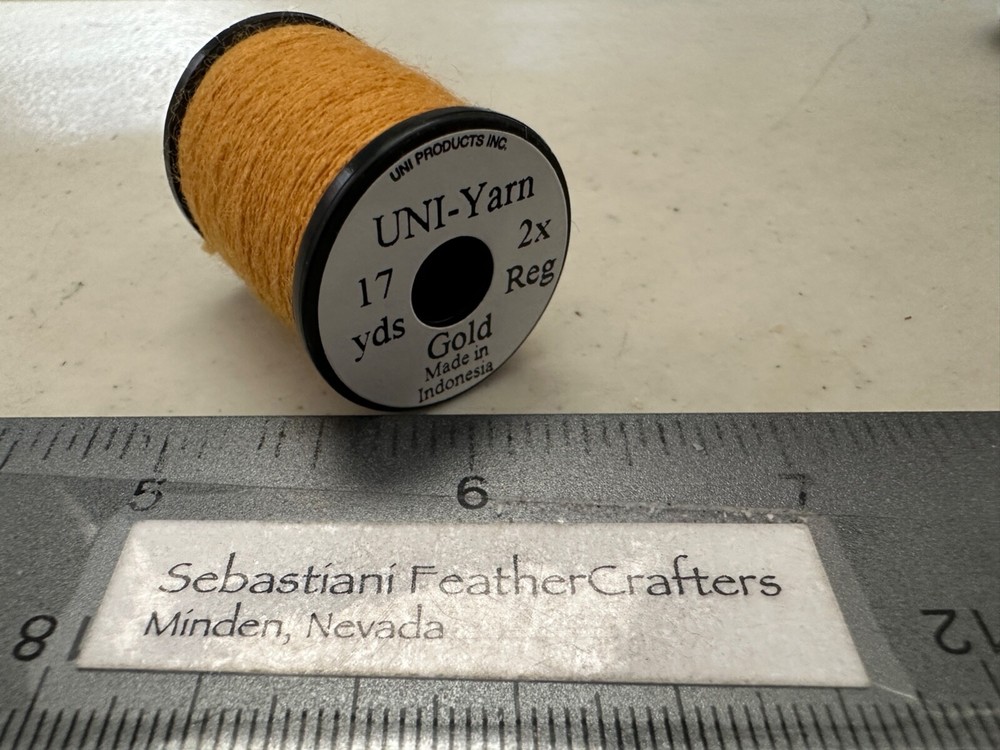 UNI PRODUCTS INC.
UNI-Yarn
17 yds
2x Reg
Gold
Made in
Indonesia
5 6 7
Sebastiani FeatherCrafters
Minden, Nevada
8 12